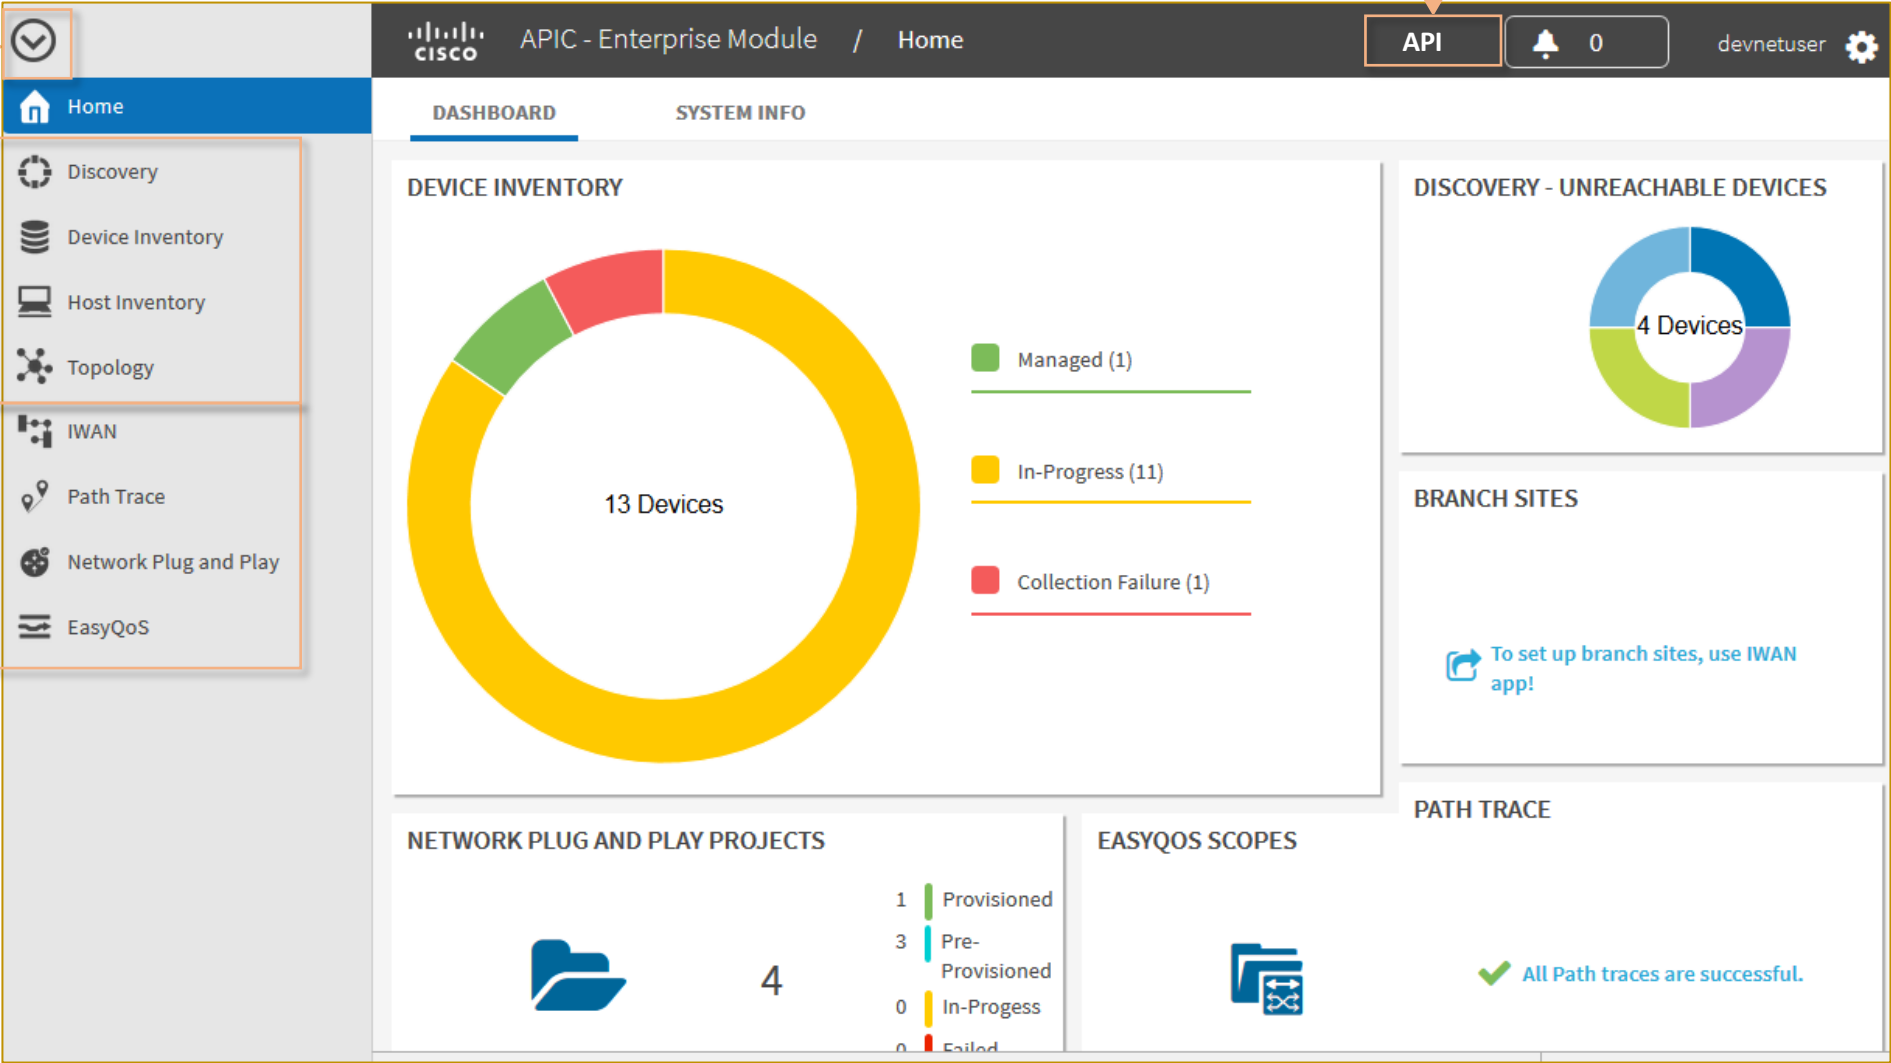 CISCO
APIC - Enterprise Module / Home
API
0
devnetuser
Home
Discovery
Device Inventory
Host Inventory
Topology
IWAN
Path Trace
Network Plug and Play
EasyQoS
DASHBOARD
SYSTEM INFO
DEVICE INVENTORY
13 Devices
Managed (1)
In-Progress (11)
Collection Failure (1)
DISCOVERY - UNREACHABLE DEVICES
4 Devices
BRANCH SITES
To set up branch sites, use IWAN
app!
NETWORK PLUG AND PLAY PROJECTS
4
1 Provisioned
3 Pre-
Provisioned
0 In-Progess
0 Failed
EASYQOS SCOPES
PATH TRACE
All Path traces are successful.